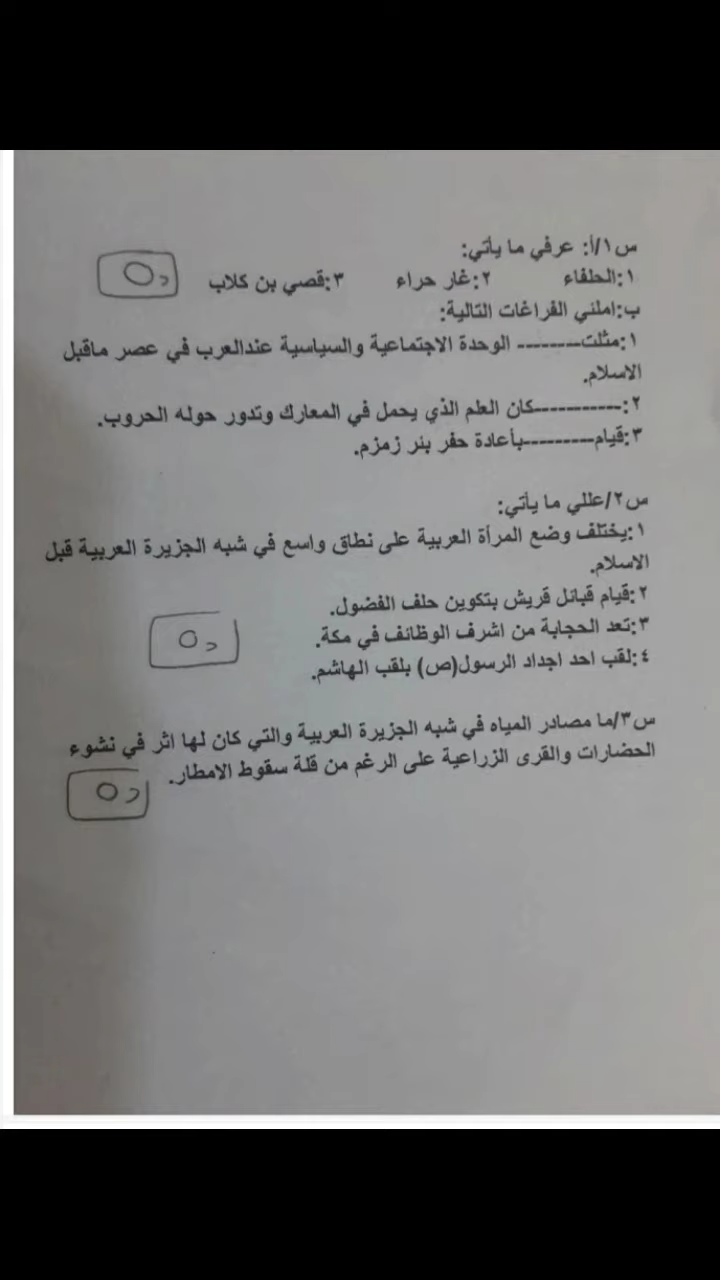 س١/أ: عرفي ما يأتي:
١:الحلفاء ٢:غار حراء ٣:قصي بن كلاب
ب:املئي الفراغات التالية:
١:مثلت-------- الوحدة الاجتماعية والسياسية عندالعرب في عصر ماقبل
الاسلام.
٢:-----------كان العلم الذي يحمل في المعارك وتدور حوله الحروب.
٣:قيام---------بأعادة حفر بئر زمزم.
س٢/عللي ما يأتي:
١:يختلف وضع المرأة العربية على نطاق واسع في شبه الجزيرة العربية قبل
الاسلام.
٢:قيام قبائل قريش بتكوين حلف الفضول.
٣:تعد الحجابة من اشرف الوظائف في مكة.
٤:لقب احد اجداد الرسول(ص) بلقب الهاشم.
س٣/ما مصادر المياه في شبه الجزيرة العربية والتي كان لها اثر في نشوء
الحضارات والقرى الزراعية على الرغم من قلة سقوط الامطار.